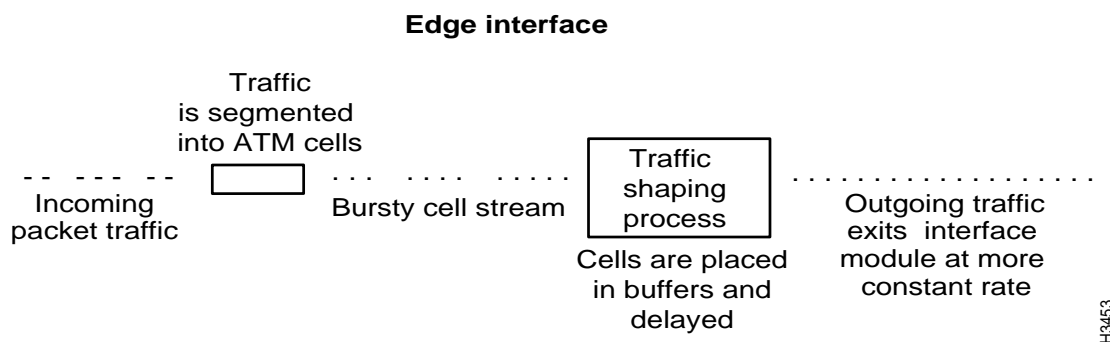 Edge interface
Traffic
is segmented
into ATM cells
Incoming
packet traffic
Bursty cell stream
Traffic
shaping
process
Cells are placed
in buffers and
delayed
Outgoing traffic
exits interface
module at more
constant rate
H3453